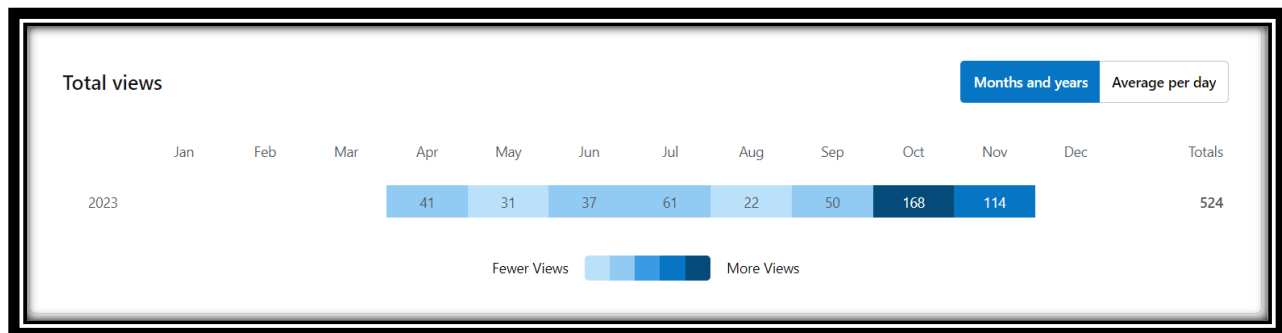 Total views
Months and years Average per day
Jan Feb Mar Apr May Jun Jul Aug Sep Oct Nov Dec Totals
2023 41 31 37 61 22 50 168 114 524
Fewer Views More Views